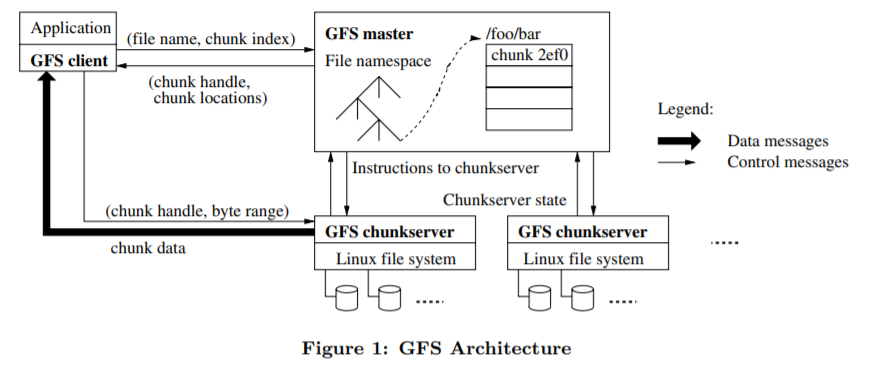 Application
GFS client
(file name, chunk index)
(chunk handle,
chunk locations)
GFS master
File namespace
/foo/bar
chunk 2ef0
Legend:
Data messages
Control messages
Instructions to chunkserver
Chunkserver state
(chunk handle, byte range)
chunk data
GFS chunkserver
Linux file system
GFS chunkserver
Linux file system
Figure 1: GFS Architecture